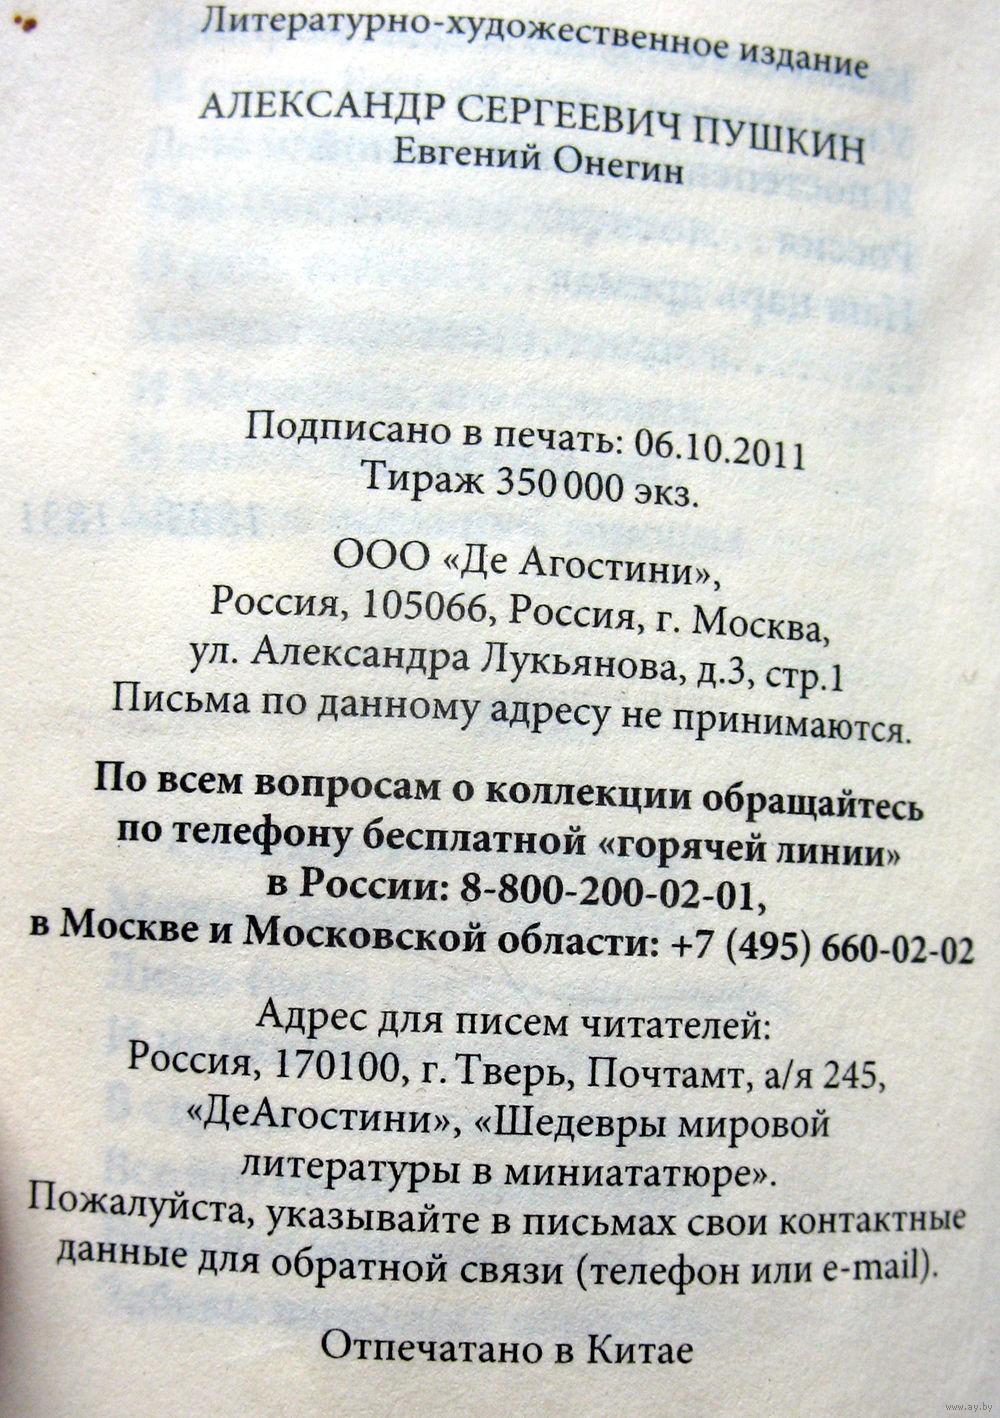 Литературно-художественное издание
АЛЕКСАНДР СЕРГЕЕВИЧ ПУШКИН
Евгений Онегин
Подписано в печать: 06.10.2011
Тираж 350 000 экз.
ООО «Де Агостини»,
Россия, 105066, Россия, г. Москва,
ул. Александра Лукьянова, д.3, стр.1
Письма по данному адресу не принимаются.
По всем вопросам о коллекции обращайтесь
по телефону бесплатной «горячей линии»
в России: 8-800-200-02-01,
в Москве и Московской области: +7 (495) 660-02-02
Адрес для писем читателей:
Россия, 170100, г. Тверь, Почтамт, а/я 245,
«ДеАгостини», «Шедевры мировой
литературы в миниататюре».
Пожалуйста, указывайте в письмах свои контактные
данные для обратной связи (телефон или e-mail).
Отпечатано в Китае
www.ay.by